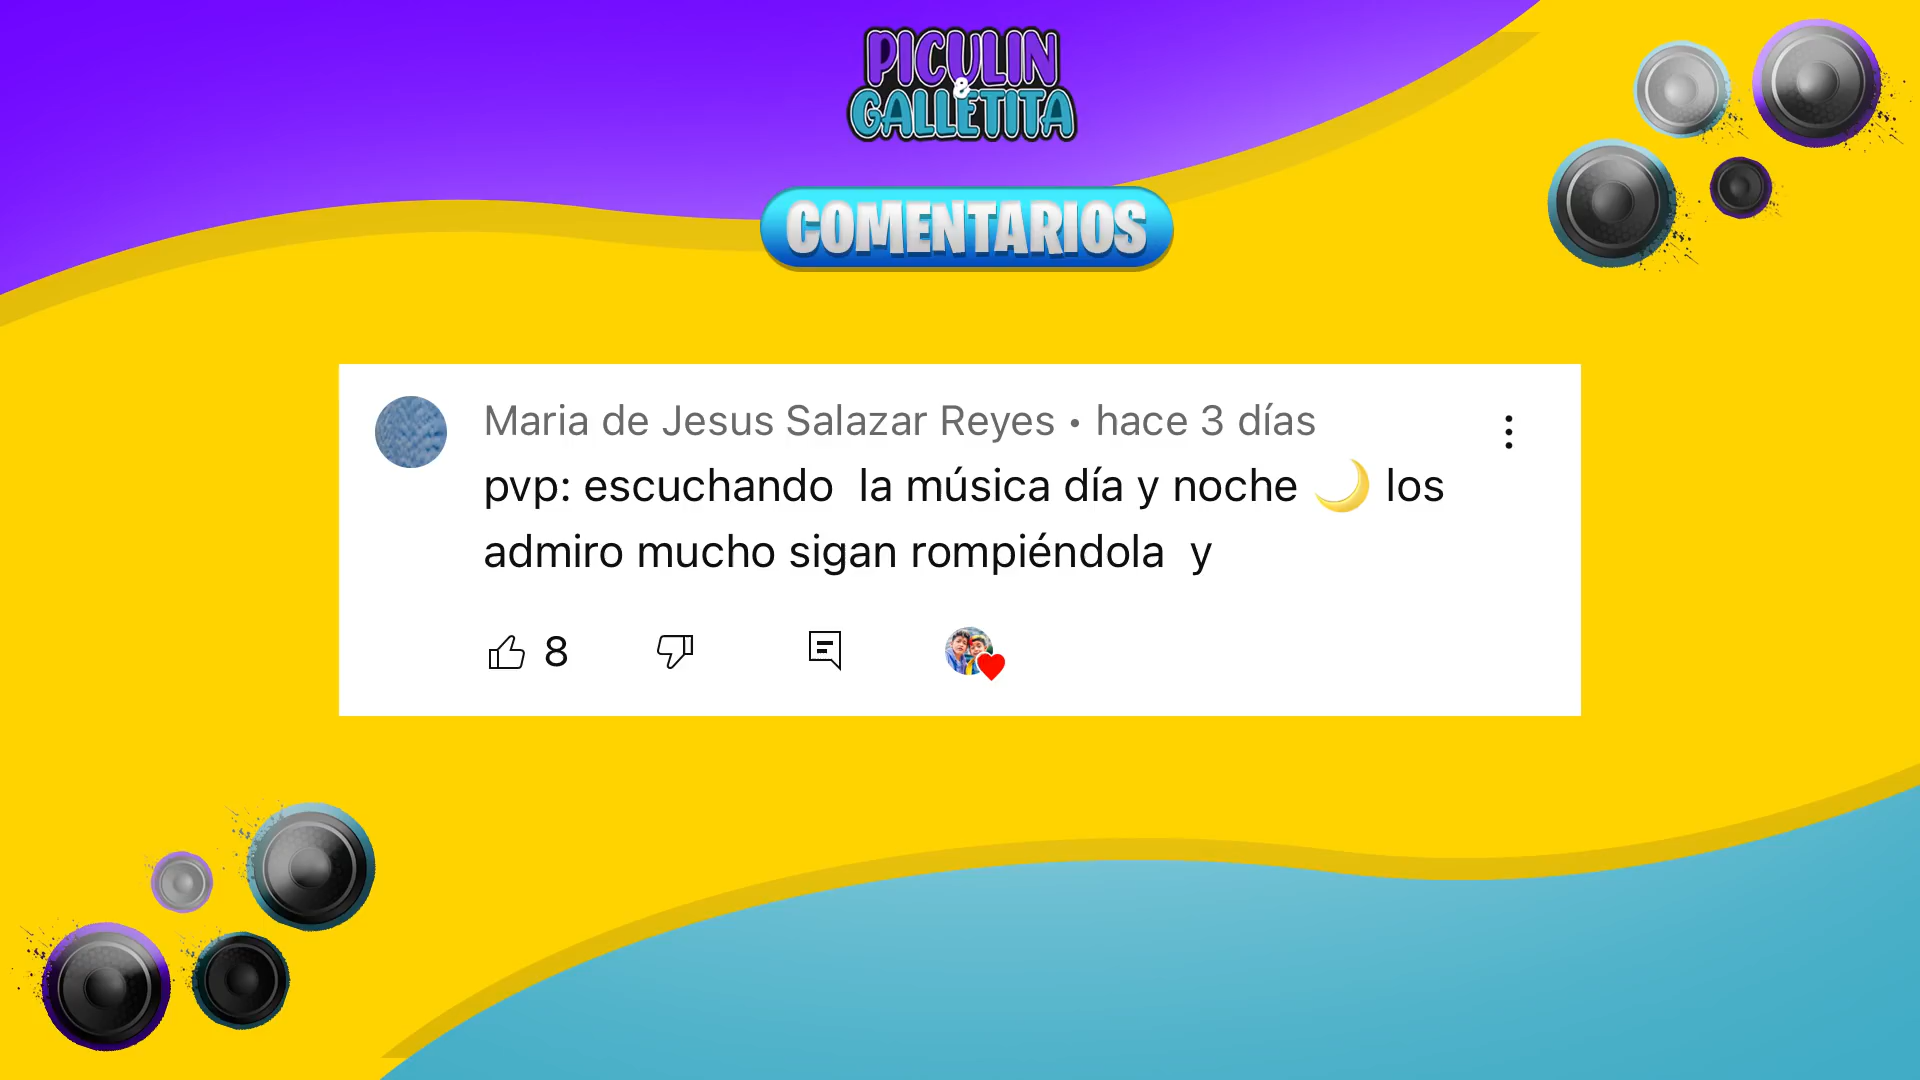 PICULIN
&
GALLETITA
COMENTARIOS
Maria de Jesus Salazar Reyes • hace 3 días
pvp: escuchando  la música día y noche 🌙 los
admiro mucho sigan rompiéndola  y
8